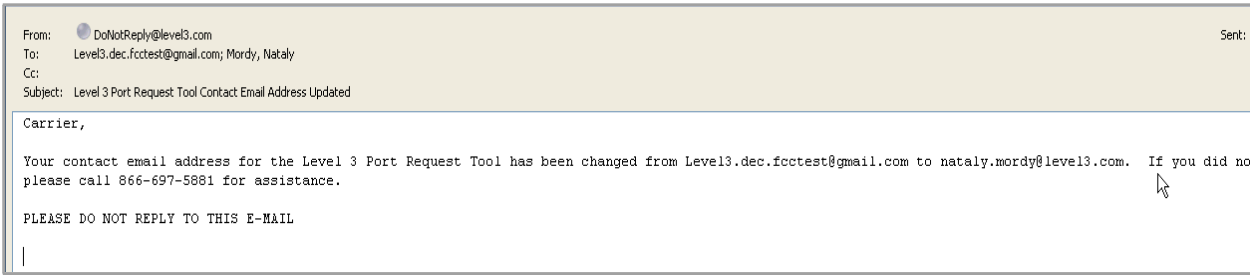 From: DoNotReply@level3.com Sent:
To: Level3.dec.fcctest@gmail.com; Mordy, Nataly
Cc:
Subject: Level 3 Port Request Tool Contact Email Address Updated
Carrier,
Your contact email address for the Level 3 Port Request Tool has been changed from Level3.dec.fcctest@gmail.com to nataly.mordy@level3.com. If you did no
please call 866-697-5881 for assistance.
PLEASE DO NOT REPLY TO THIS E-MAIL